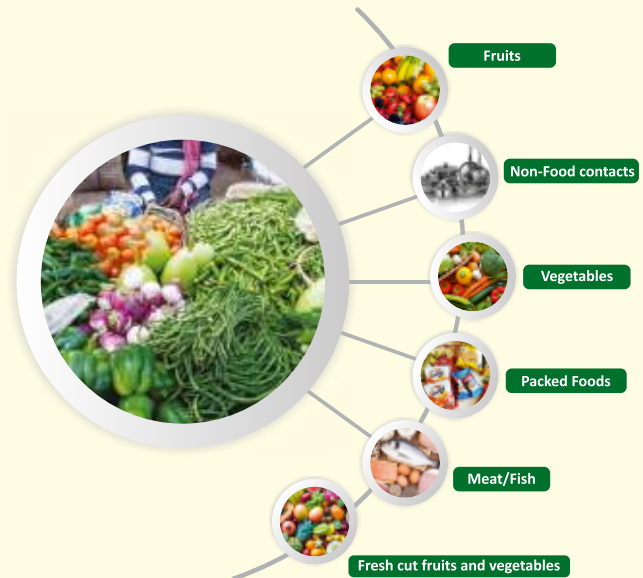 Fruits
Non-Food contacts
Vegetables
Packed Foods
Meat/Fish
Fresh cut fruits and vegetables